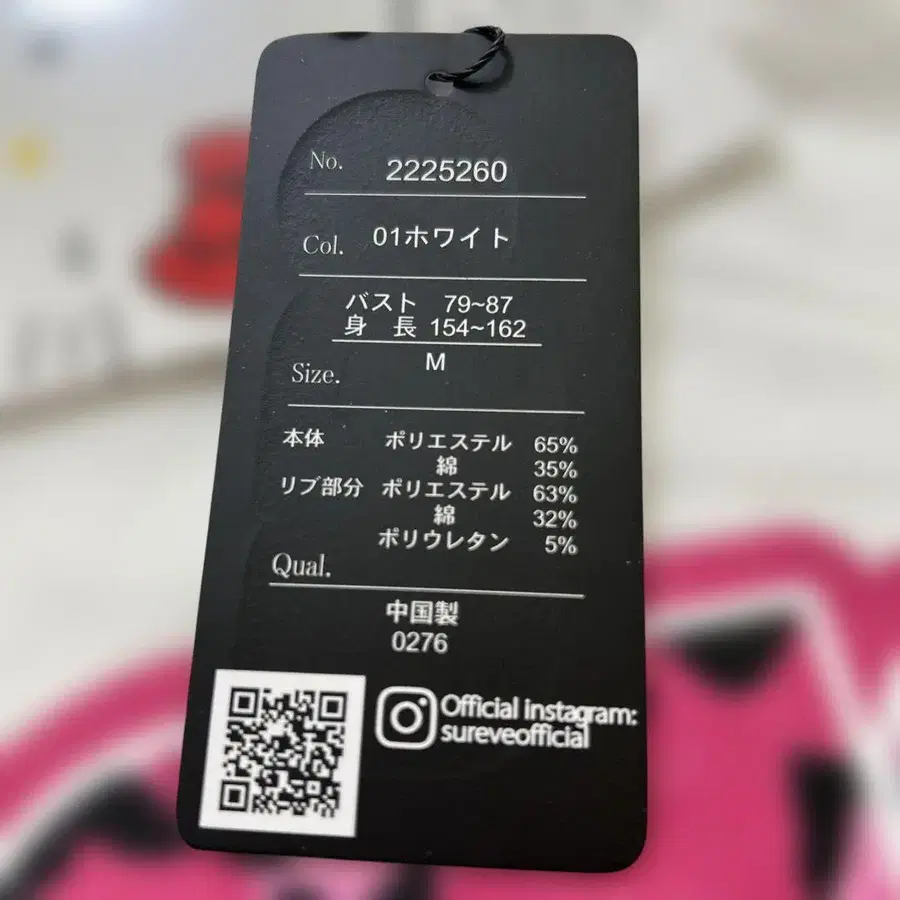 No. 2225260
Col. 01ホワイト
バスト 79~87
身 長 154~162
Size. M
本体 ポリエステル 65%
綿 35%
リブ部分 ポリエステル 63%
綿 32%
ポリウレタン 5%
Qual.
中国製
0276
Official instagram:
sureveofficial